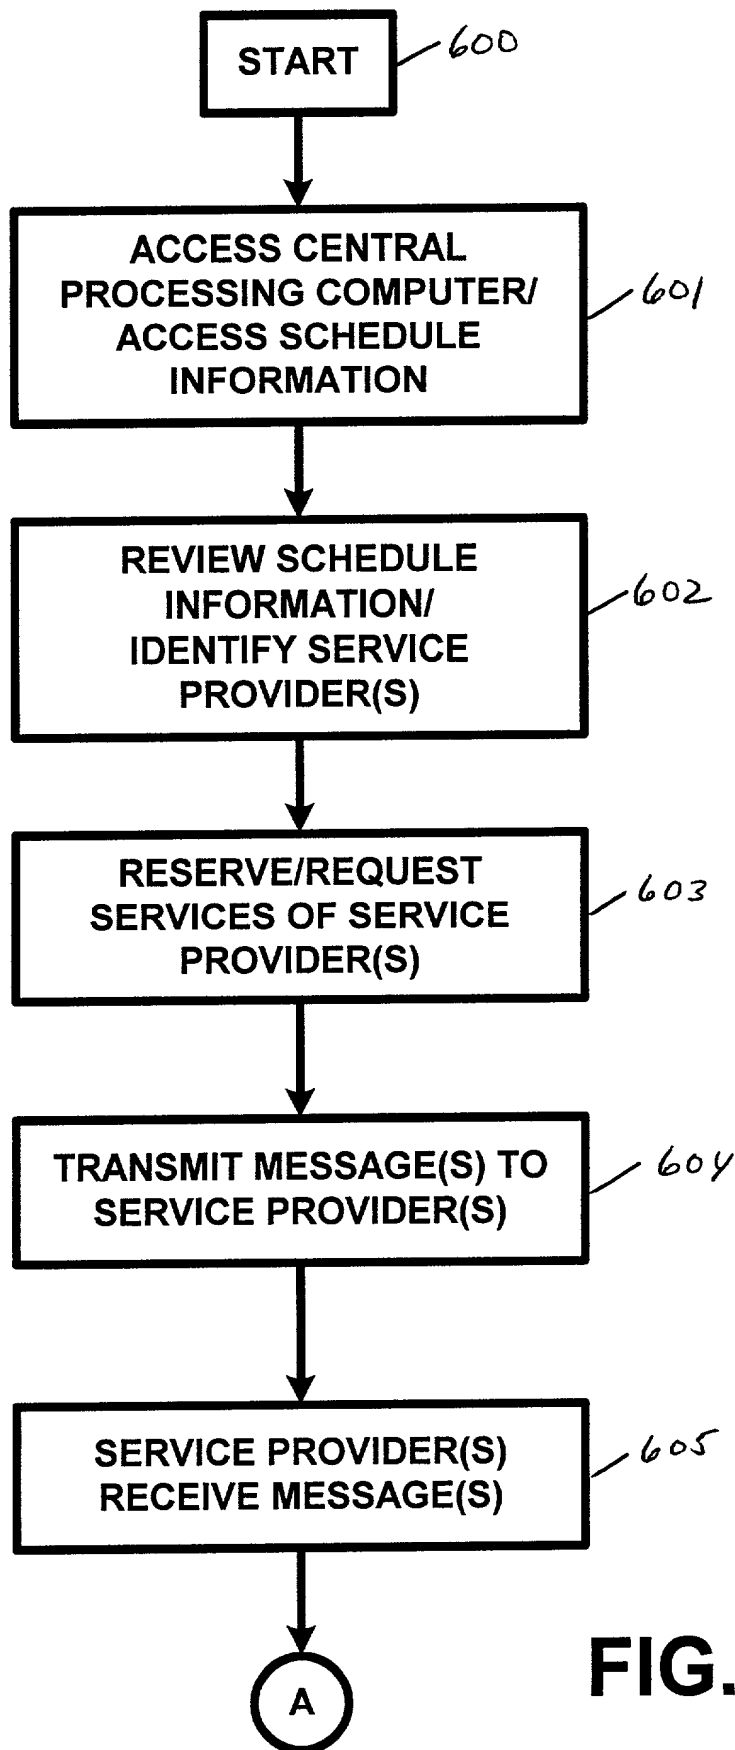 START
600
ACCESS CENTRAL
PROCESSING COMPUTER/
ACCESS SCHEDULE
INFORMATION
601
REVIEW SCHEDULE
INFORMATION/
IDENTIFY SERVICE
PROVIDER(S)
602
RESERVE/REQUEST
SERVICES OF SERVICE
PROVIDER(S)
603
TRANSMIT MESSAGE(S) TO
SERVICE PROVIDER(S)
604
SERVICE PROVIDER(S)
RECEIVE MESSAGE(S)
605
A
FIG.